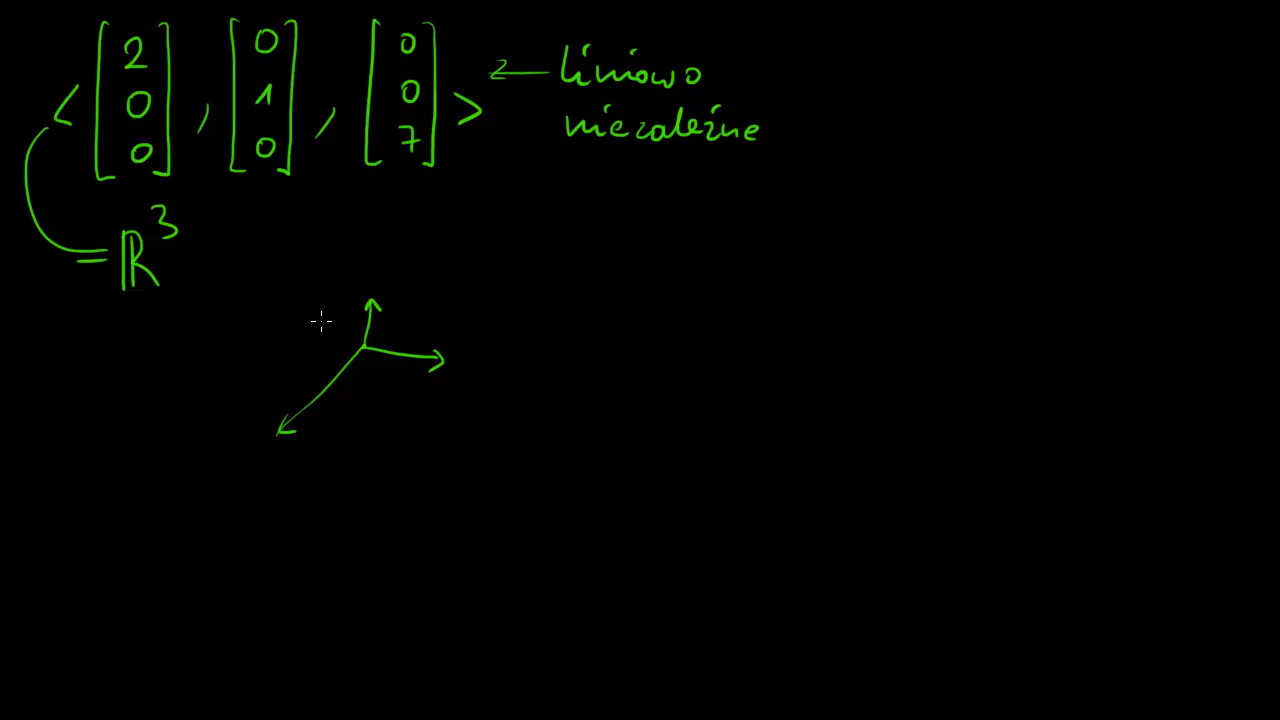 < [2 0 0], [0 1 0], [0 0 7] > ← liniowo
niezależne
= ℝ³